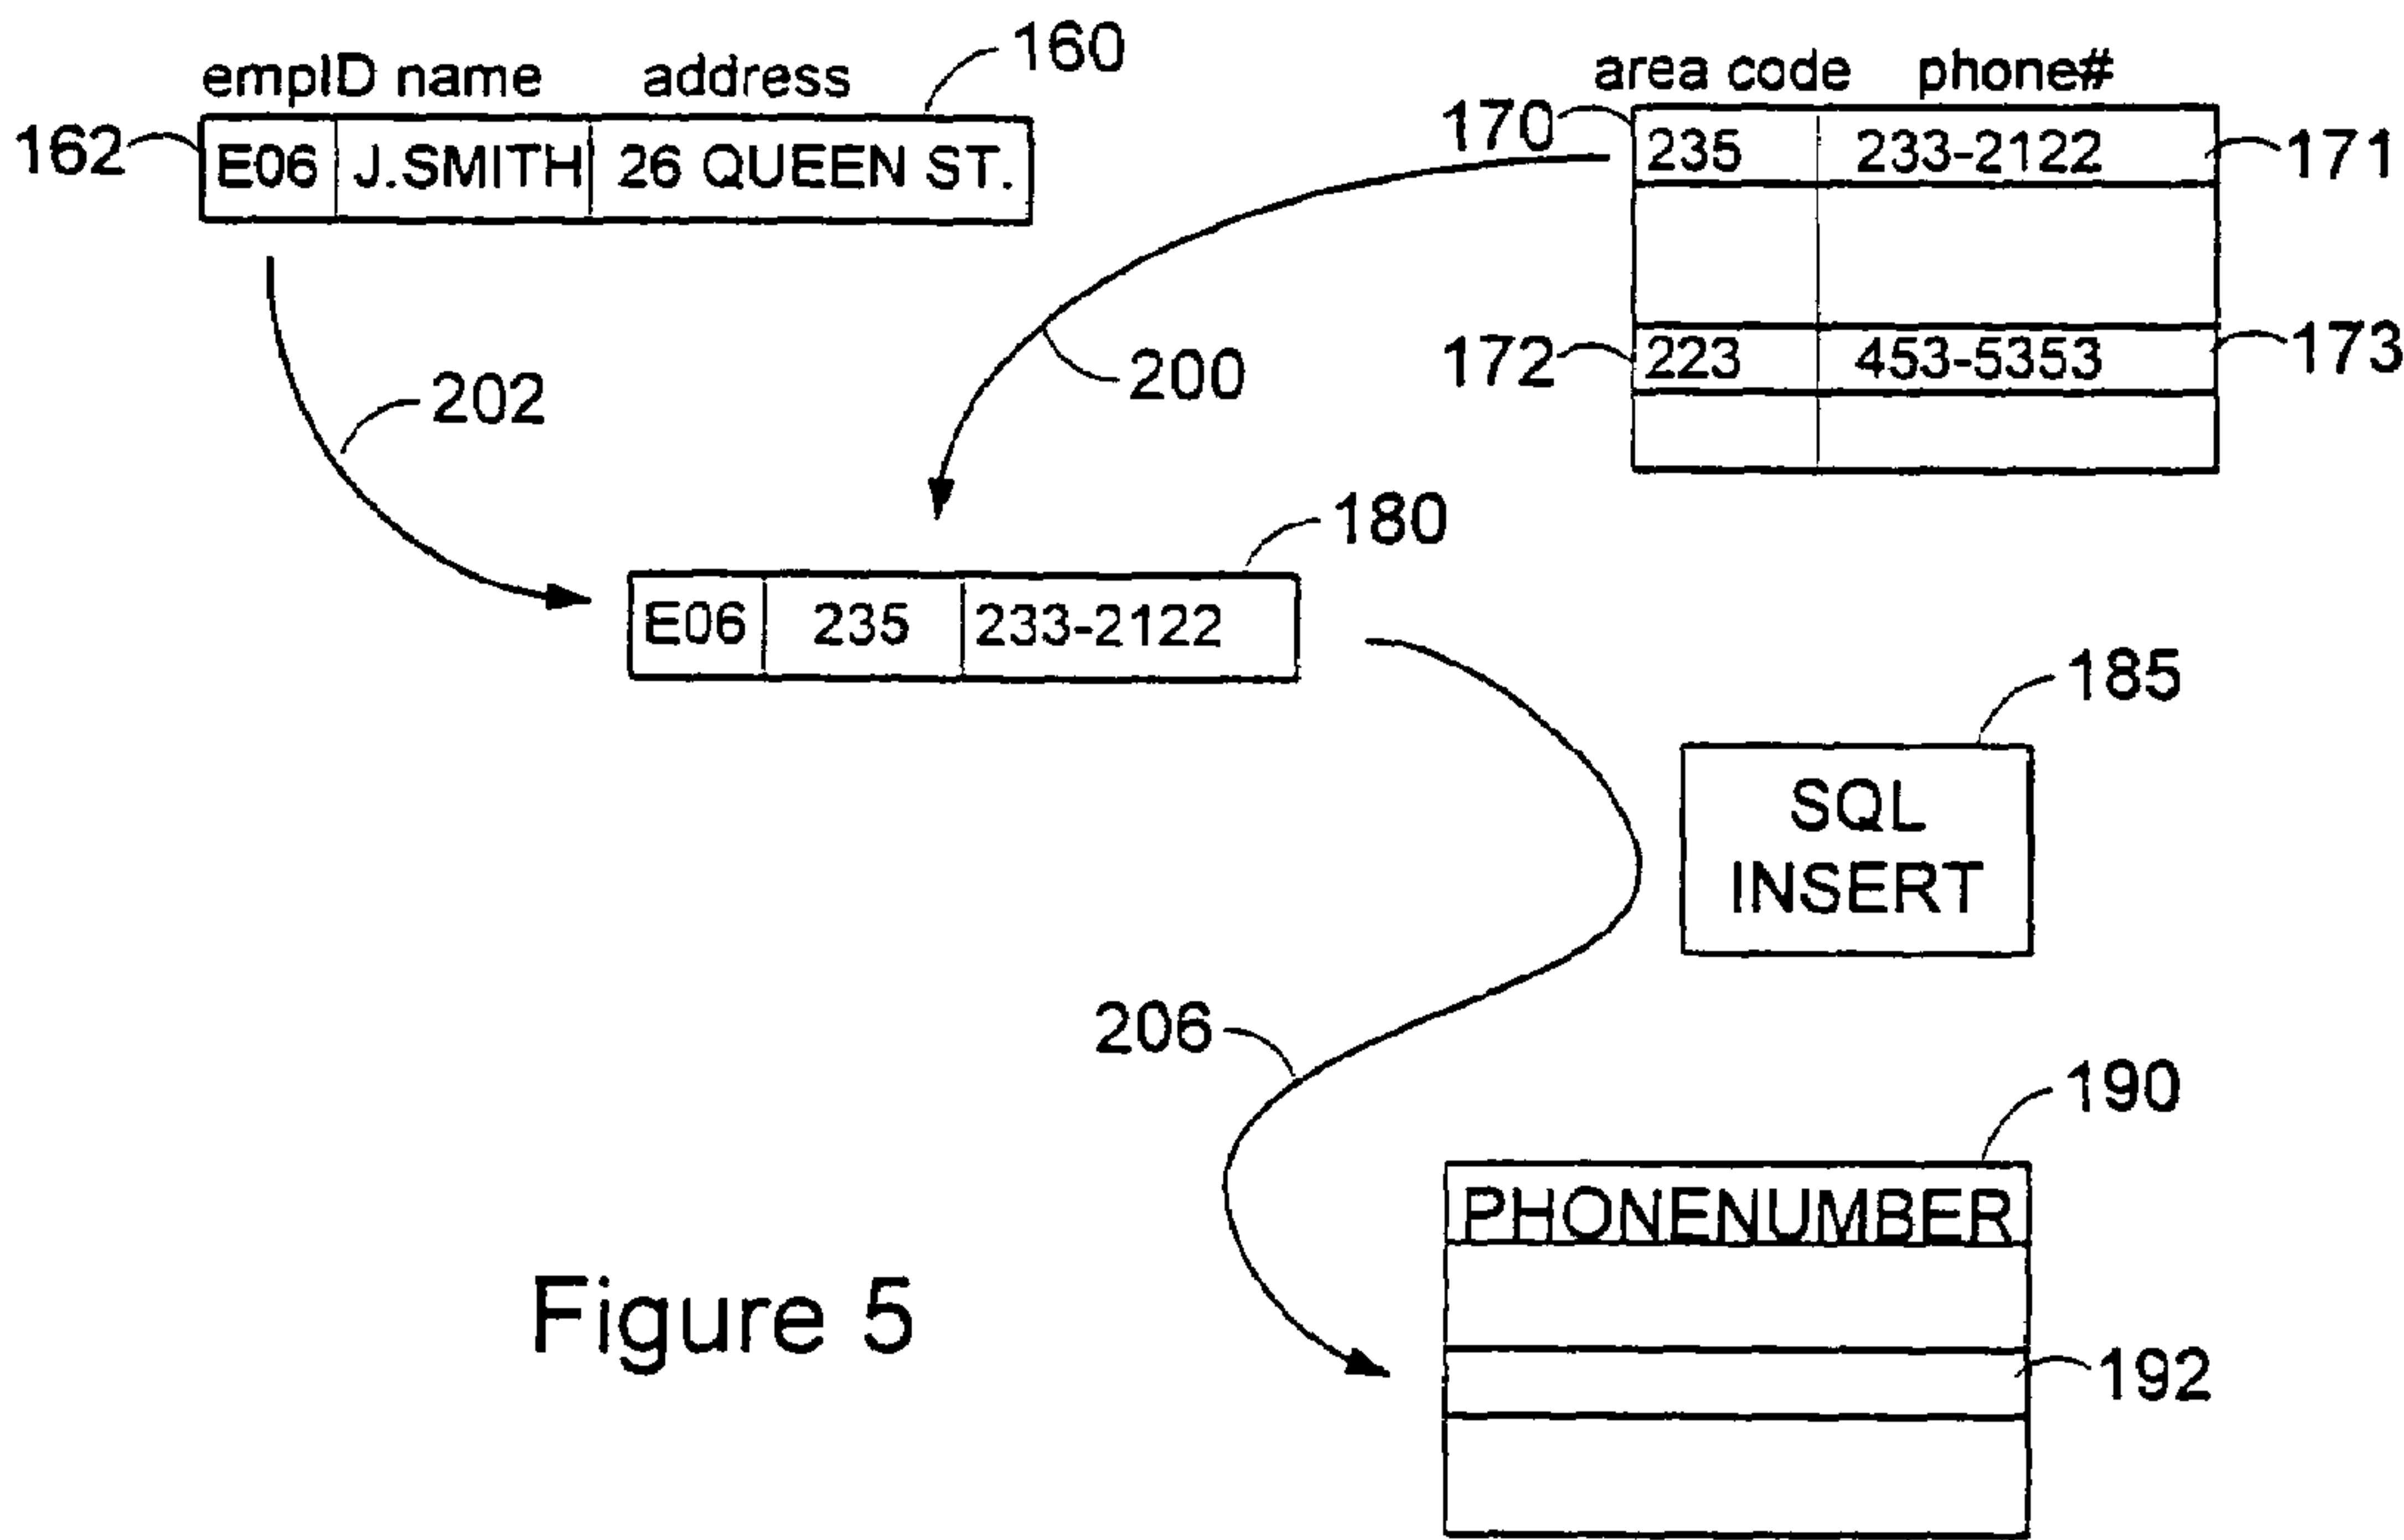 empID name address 160
area code phone#
162 E06 J.SMITH 26 QUEEN ST.
170 235 233-2122 171
172 223 453-5353 173
200
202
180
E06 235 233-2122
185
SQL
INSERT
206
190
PHONENUMBER
192
Figure 5